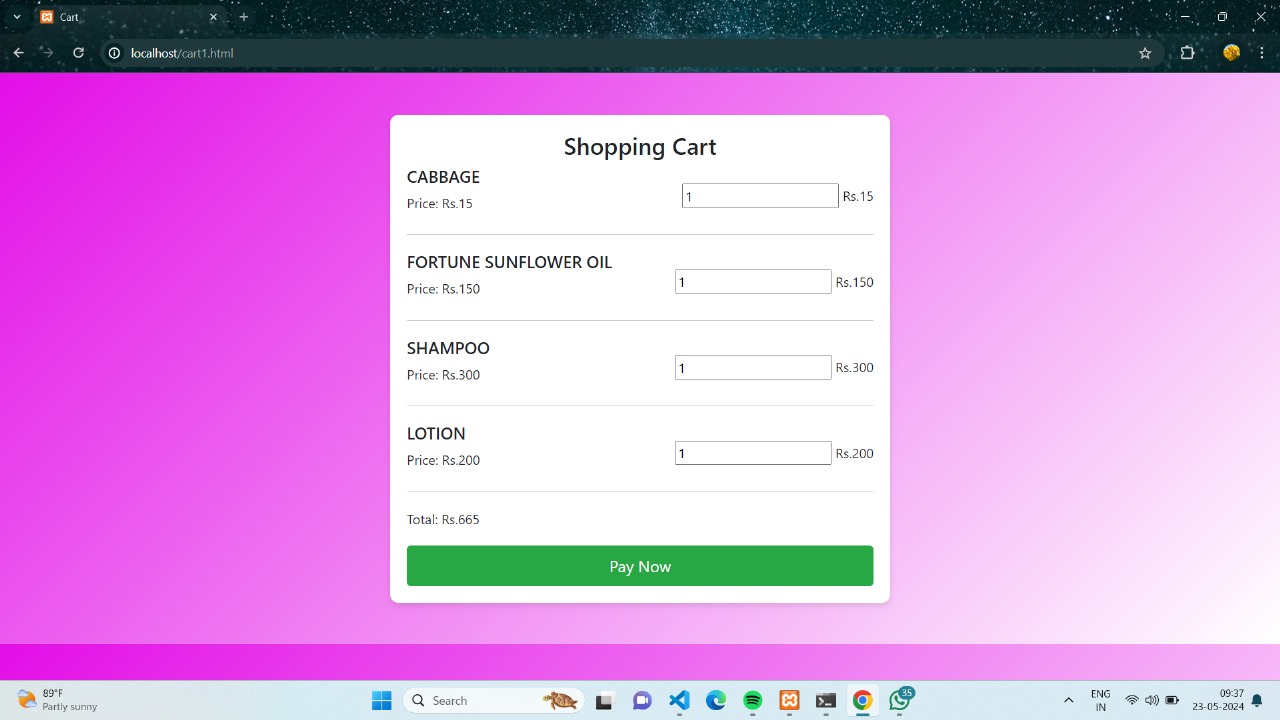 Cart
localhost/cart1.html
Shopping Cart
CABBAGE
Price: Rs.15
1 Rs.15
FORTUNE SUNFLOWER OIL
Price: Rs.150
1 Rs.150
SHAMPOO
Price: Rs.300
1 Rs.300
LOTION
Price: Rs.200
1 Rs.200
Total: Rs.665
Pay Now
89°F
Partly sunny
Search
35
ENG
IN
09:37
23-05-2024